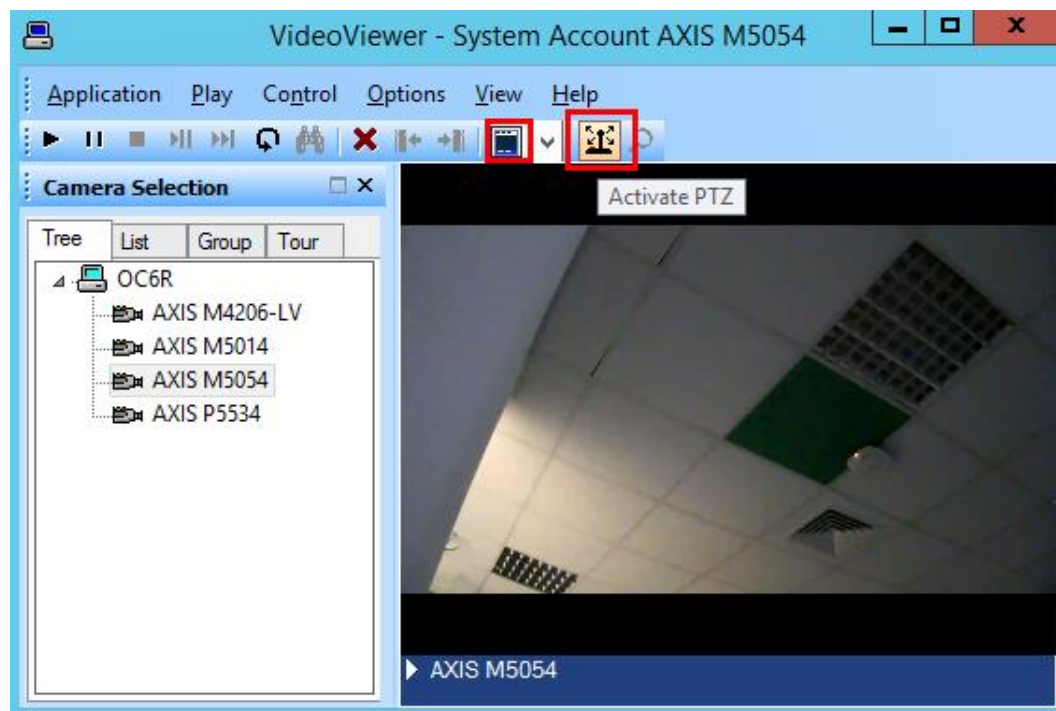 VideoViewer - System Account AXIS M5054
Application Play Control Options View Help
Camera Selection
Activate PTZ
Tree List Group Tour
OC6R
AXIS M4206-LV
AXIS M5014
AXIS M5054
AXIS P5534
AXIS M5054